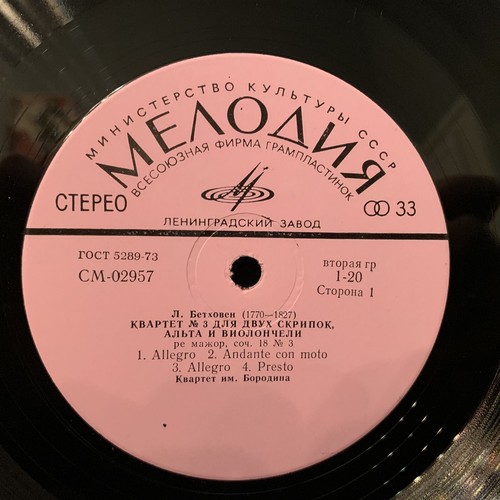 МИНИСТЕРСТВО КУЛЬТУРЫ СССР
МЕЛОДИЯ
ВСЕСОЮЗНАЯ ФИРМА ГРАМПЛАСТИНОК
СТЕРЕО
33
ЛЕНИНГРАДСКИЙ ЗАВОД
ГОСТ 5289-73
СМ-02957
вторая гр
1-20
Сторона 1
Л. Бетховен (1770—1827)
КВАРТЕТ № 3 ДЛЯ ДВУХ СКРИПОК,
АЛЬТА И ВИОЛОНЧЕЛИ
ре мажор, соч. 18 № 3
1. Allegro 2. Andante con moto
3. Allegro 4. Presto
Квартет им. Бородина